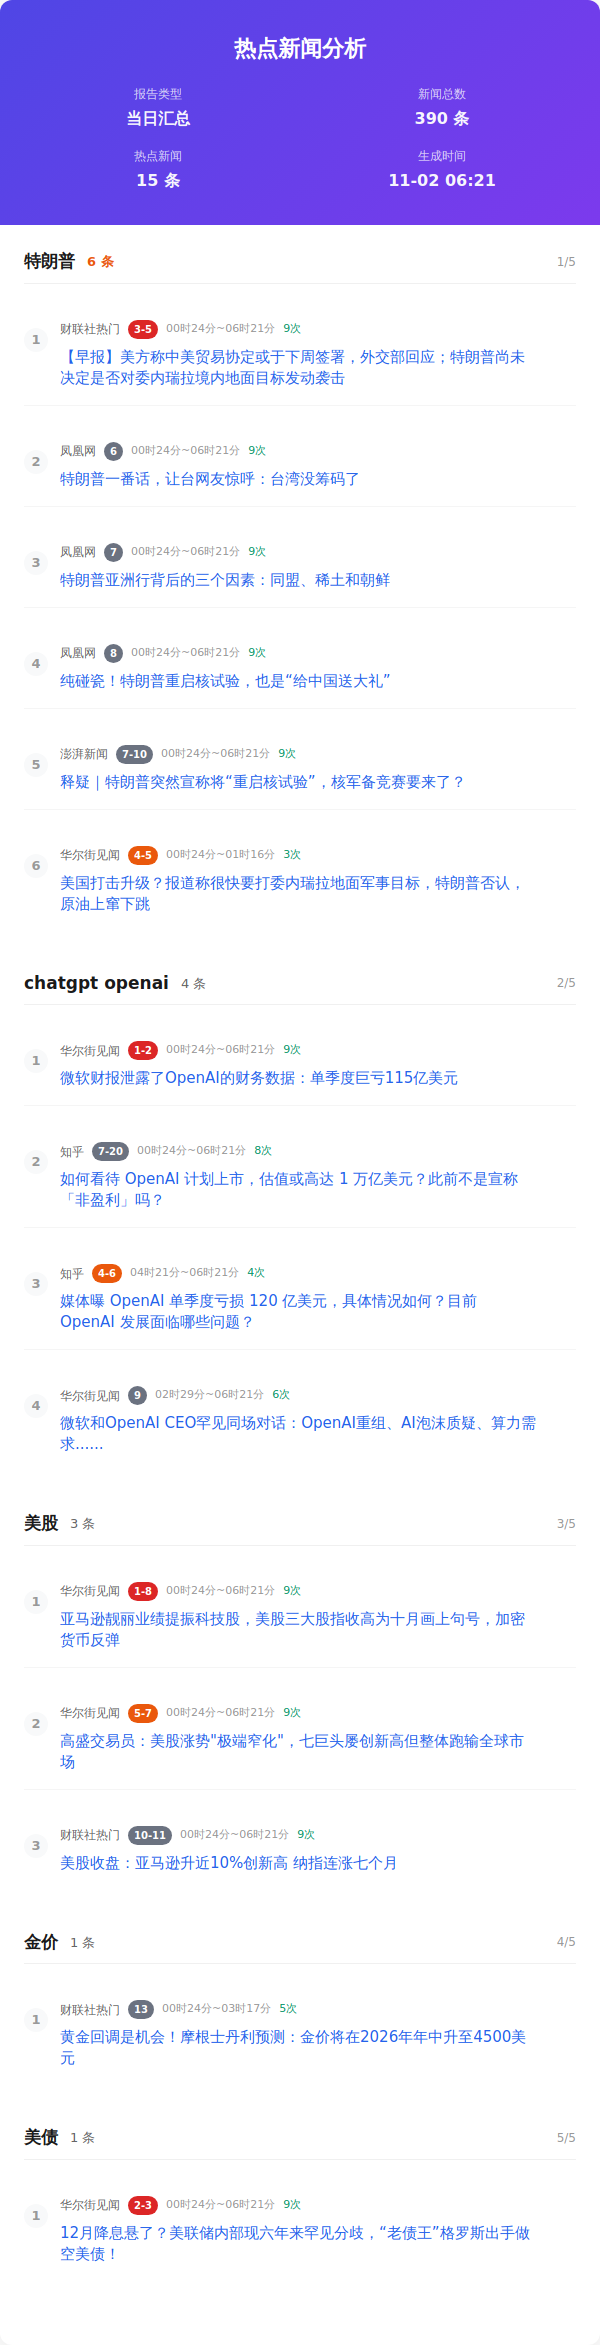 热点新闻分析
报告类型
新闻总数
当日汇总
390 条
热点新闻
生成时间
15 条
11-02 06:21
特朗普 6 条 1/5
1 财联社热门 3-5 00时24分~06时21分 9次
【早报】美方称中美贸易协定或于下周签署，外交部回应；特朗普尚未
决定是否对委内瑞拉境内地面目标发动袭击
2 凤凰网 6 00时24分~06时21分 9次
特朗普一番话，让台网友惊呼：台湾没筹码了
3 凤凰网 7 00时24分~06时21分 9次
特朗普亚洲行背后的三个因素：同盟、稀土和朝鲜
4 凤凰网 8 00时24分~06时21分 9次
纯碰瓷！特朗普重启核试验，也是“给中国送大礼”
5 澎湃新闻 7-10 00时24分~06时21分 9次
释疑｜特朗普突然宣称将“重启核试验”，核军备竞赛要来了？
6 华尔街见闻 4-5 00时24分~01时16分 3次
美国打击升级？报道称很快要打委内瑞拉地面军事目标，特朗普否认，
原油上窜下跳
chatgpt openai 4 条 2/5
1 华尔街见闻 1-2 00时24分~06时21分 9次
微软财报泄露了OpenAI的财务数据：单季度巨亏115亿美元
2 知乎 7-20 00时24分~06时21分 8次
如何看待 OpenAI 计划上市，估值或高达 1 万亿美元？此前不是宣称
「非盈利」吗？
3 知乎 4-6 04时21分~06时21分 4次
媒体曝 OpenAI 单季度亏损 120 亿美元，具体情况如何？目前
OpenAI 发展面临哪些问题？
4 华尔街见闻 9 02时29分~06时21分 6次
微软和OpenAI CEO罕见同场对话：OpenAI重组、AI泡沫质疑、算力需
求……
美股 3 条 3/5
1 华尔街见闻 1-8 00时24分~06时21分 9次
亚马逊靓丽业绩提振科技股，美股三大股指收高为十月画上句号，加密
货币反弹
2 华尔街见闻 5-7 00时24分~06时21分 9次
高盛交易员：美股涨势"极端窄化"，七巨头屡创新高但整体跑输全球市
场
3 财联社热门 10-11 00时24分~06时21分 9次
美股收盘：亚马逊升近10%创新高 纳指连涨七个月
金价 1 条 4/5
1 财联社热门 13 00时24分~03时17分 5次
黄金回调是机会！摩根士丹利预测：金价将在2026年年中升至4500美
元
美债 1 条 5/5
1 华尔街见闻 2-3 00时24分~06时21分 9次
12月降息悬了？美联储内部现六年来罕见分歧，“老债王”格罗斯出手做
空美债！